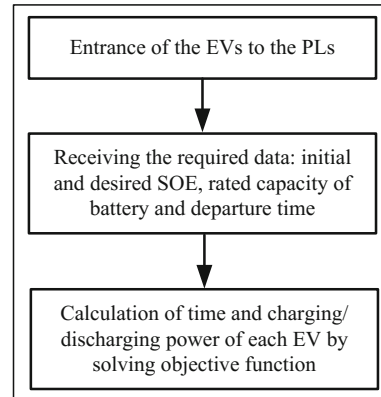 Entrance of the EVs to the PLs
Receiving the required data: initial
and desired SOE, rated capacity of
battery and departure time
Calculation of time and charging/
discharging power of each EV by
solving objective function